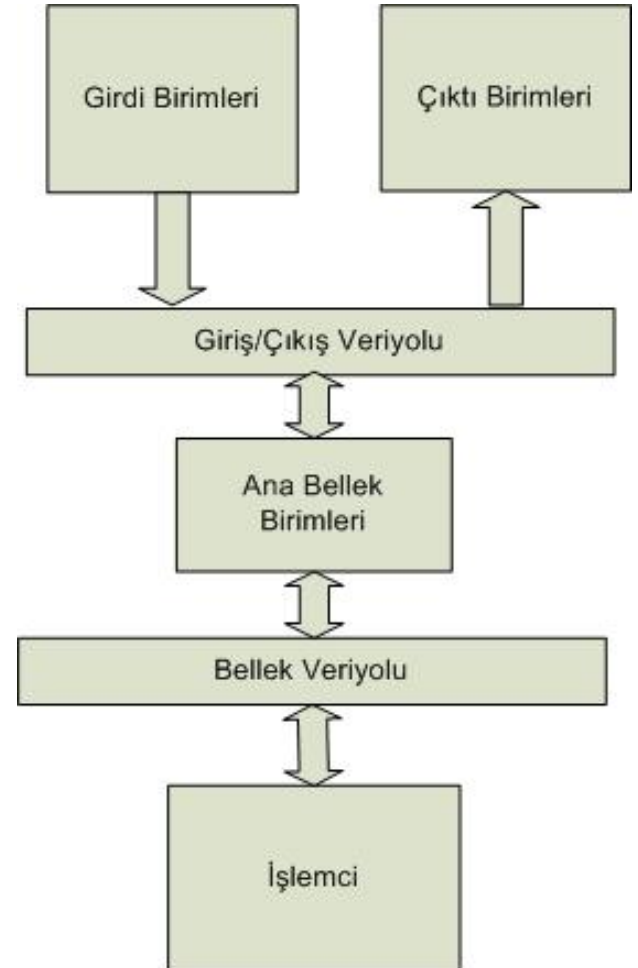 Girdi Birimleri
Çıktı Birimleri
Giriş/Çıkış Veriyolu
Ana Bellek
Birimleri
Bellek Veriyolu
İşlemci